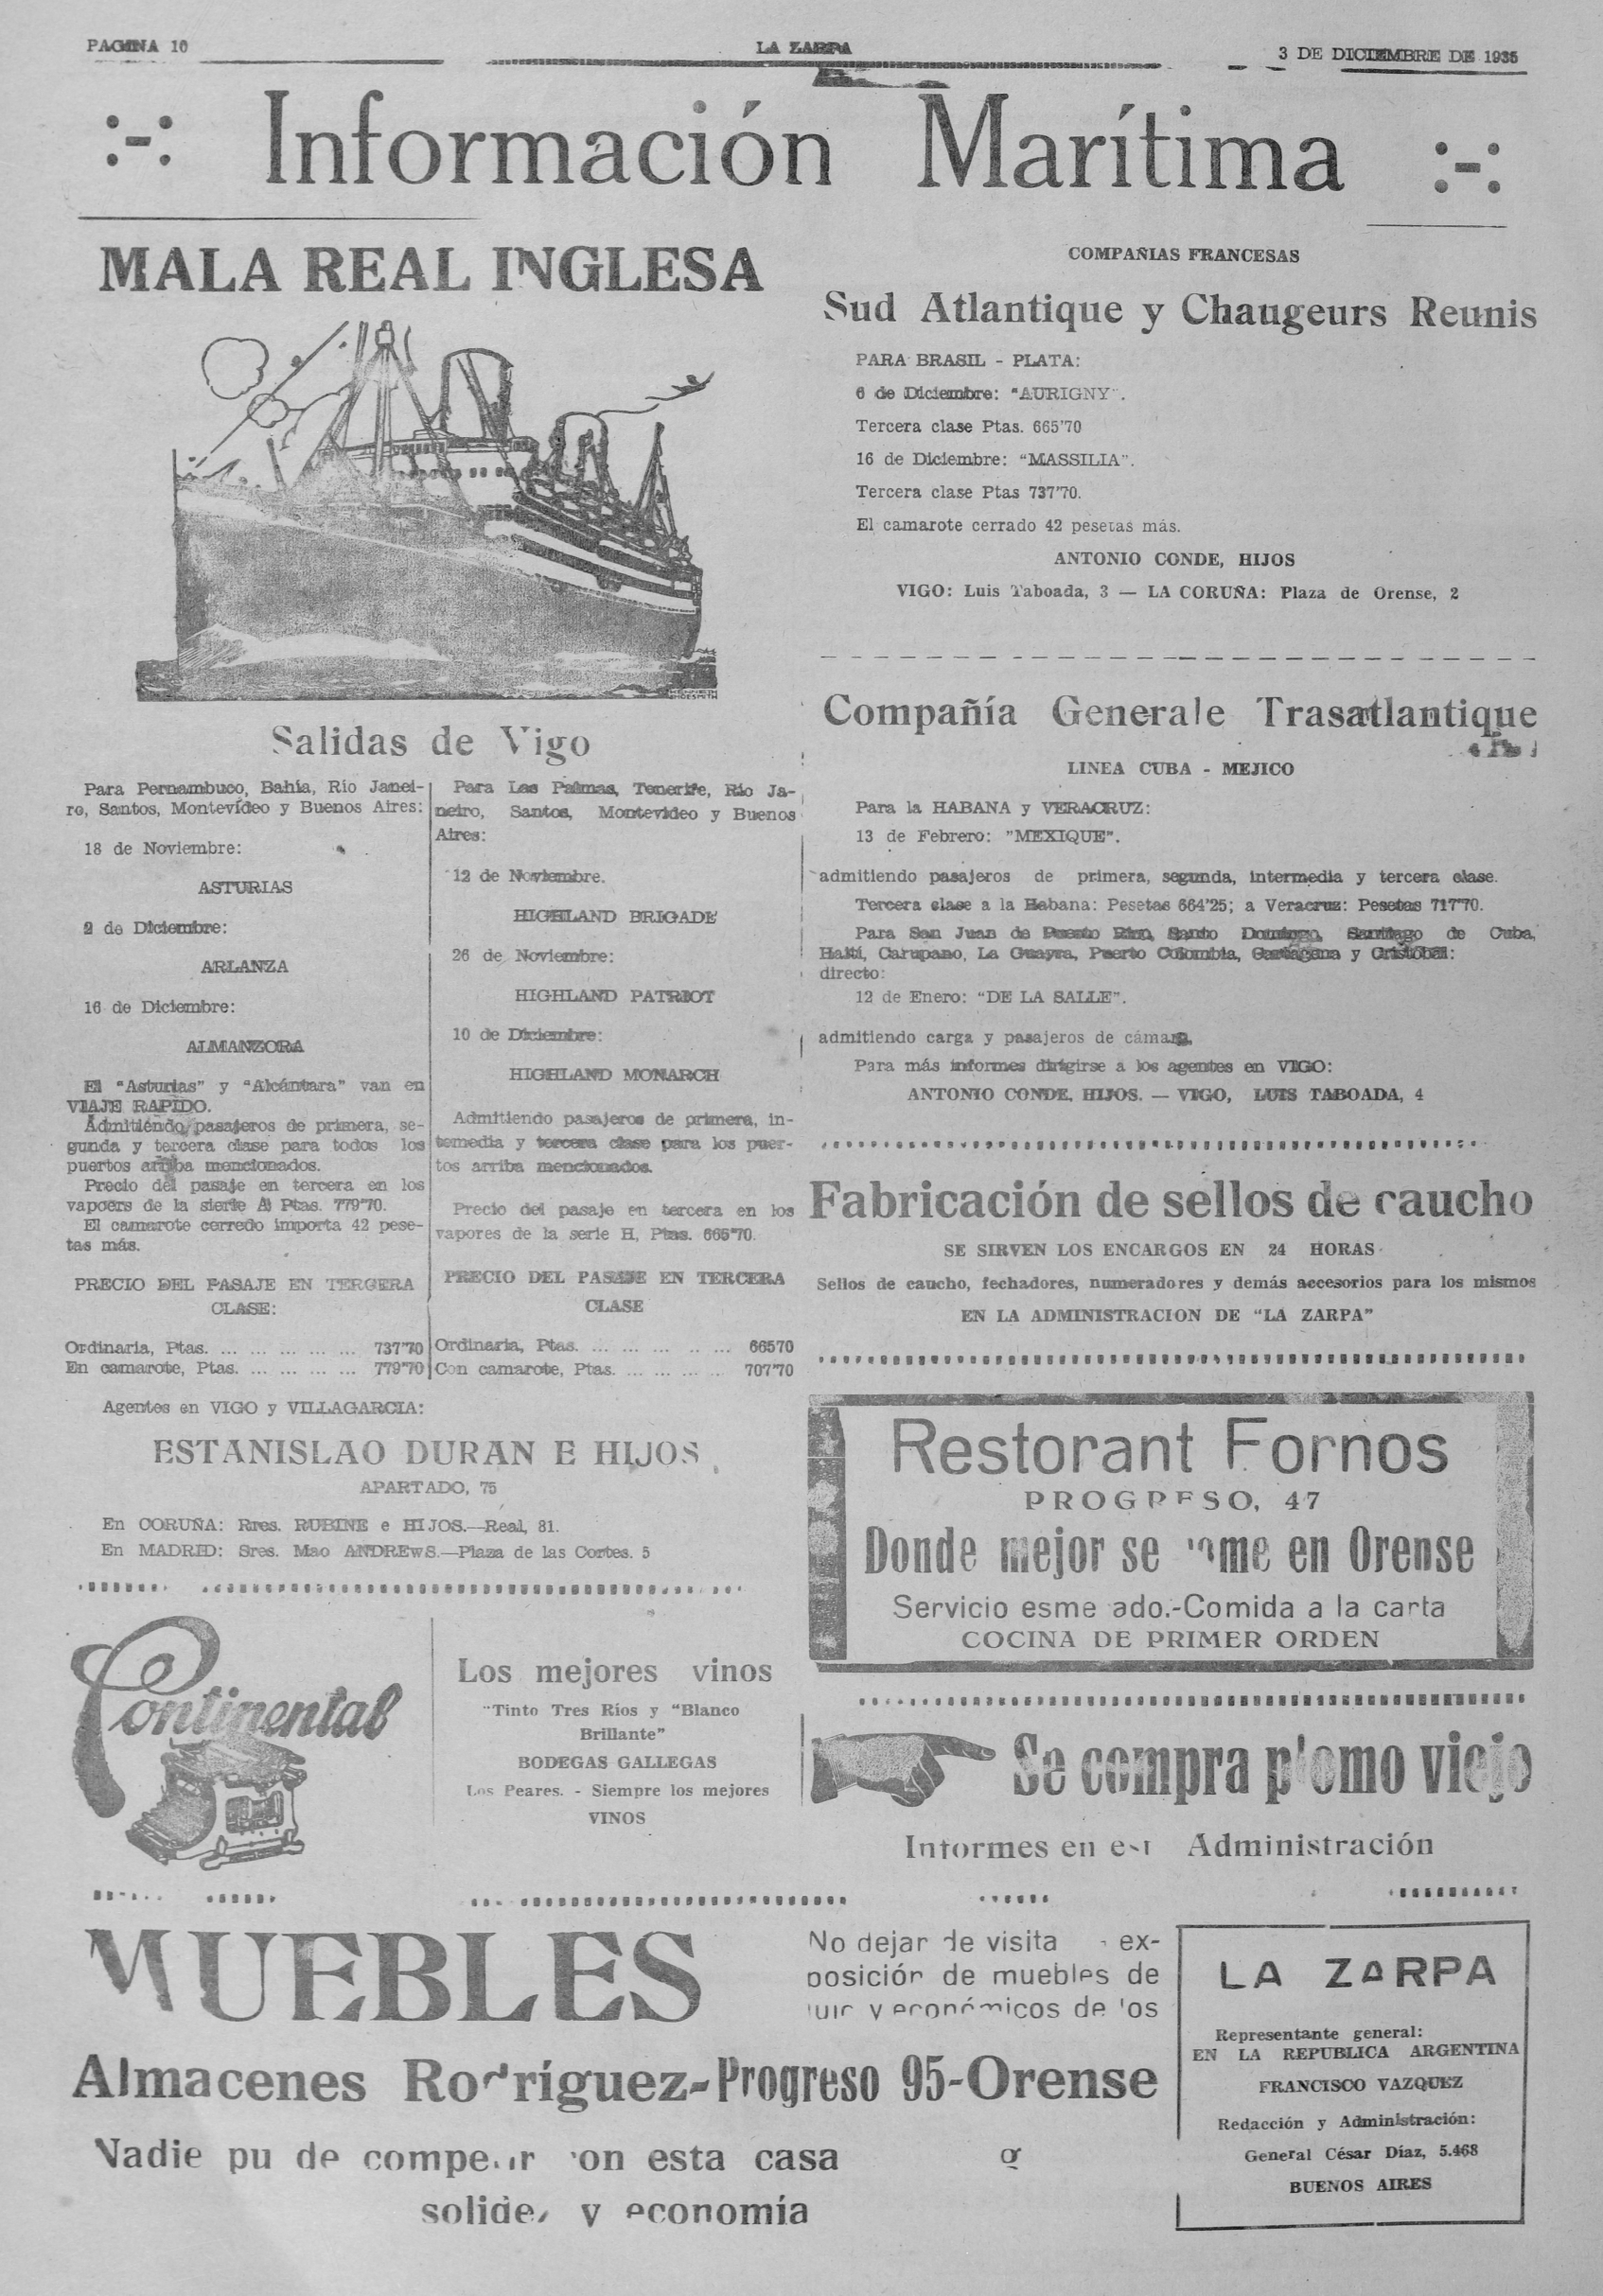 PAGINA 10
LA ZARPA
3 DE DICIEMBRE DE 1935
:-: Información Marítima :-:
MALA REAL INGLESA
Salidas de Vigo
Para Pernambuco, Bahía, Río Janei-
re, Santos, Montevídeo y Buenos Aires:
18 de Noviembre:
ASTURIAS
2 de Diciembre:
ARLANZA
16 de Diciembre:
ALMANZORA
El "Asturias" y "Alcántara" van en
VIAJE RAPIDO.
Admitiéndo pasajeros de primera, se-
gunda y tercera clase para todos los
puertos arriba mencionados.
Precio del pasaje en tercera en los
vapoers de la sierie A Ptas. 779'70.
El camarote cerredo importa 42 pese-
tas más.
PRECIO DEL PASAJE EN TERGERA
CLASE:
Ordinaria, Ptas. ... ... ... ... ... 737'70
En camarote, Ptas. ... ... ... ... 779'70
Para Las Palmas, Tenerife, Rio Ja-
neiro, Santos, Montevideo y Buenos
Aires:
12 de Noviembre.
HIGHLAND BRIGADE
26 de Noviembre:
HIGHLAND PATRIOT
10 de Diciembre:
HIGHLAND MONARCH
Admitiendo pasajeros de primera, in-
temedia y tercera clase para los puer-
tos arriba mencionados.
Precio del pasaje en tercera en los
vapores de la serie H, Ptas. 665'70.
PRECIO DEL PASAJE EN TERCERA
CLASE
Ordinaria, Ptas. ... ... ... .. ... 66570
Con camarote, Ptas. ... ... ... .. 707'70
Agentes en VIGO y VILLAGARCIA:
ESTANISLAO DURAN E HIJOS
APARTADO, 75
En CORUÑA: Rres. RUBINE e HIJOS.—Real, 81.
En MADRID: Sres. Mao ANDREwS.—Plaza de las Cortes. 5
Continental
Los mejores vinos
"Tinto Tres Ríos y "Blanco
Brillante"
BODEGAS GALLEGAS
Los Peares. - Siempre los mejores
VINOS
COMPAÑIAS FRANCESAS
Sud Atlantique y Chaugeurs Reunis
PARA BRASIL - PLATA:
6 de Diciembre: "AURIGNY".
Tercera clase Ptas. 665'70
16 de Diciembre: "MASSILIA".
Tercera clase Ptas 737'70.
El camarote cerrado 42 pesetas más.
ANTONIO CONDE, HIJOS
VIGO: Luis Taboada, 3 — LA CORUÑA: Plaza de Orense, 2
Compañía Generale Trasatlantique
LINEA CUBA - MEJICO
Para la HABANA y VERACRUZ:
13 de Febrero: "MEXIQUE".
admitiendo pasajeros de primera, segunda, intermedia y tercera clase.
Tercera clase a la Habana: Pesetas 664'25; a Veracruz: Pesetas 717'70.
Para San Juan de Puesto Rico, Santo Domingo, Santiago de Cuba,
Haití, Carupano, La Guayra, Puerto Colombia, Cartagena y Cristóbal:
directo:
12 de Enero: "DE LA SALLE".
admitiendo carga y pasajeros de cámara.
Para más informes dirigirse a los agentes en VIGO:
ANTONIO CONDE, HIJOS. — VIGO, LUIS TABOADA, 4
Fabricación de sellos de caucho
SE SIRVEN LOS ENCARGOS EN 24 HORAS
Sellos de caucho, fechadores, numeradores y demás accesorios para los mismos
EN LA ADMINISTRACION DE "LA ZARPA"
Restorant Fornos
PROGRESO, 47
Donde mejor se come en Orense
Servicio esme ado.-Comida a la carta
COCINA DE PRIMER ORDEN
Se compra plomo viejo
Informes en est Administración
MUEBLES
No dejar de visita ex-
posición de muebles de
lujo y económicos de los
Almacenes Rodríguez-Progreso 95-Orense
Nadie pu de compe ir con esta casa g
solidez y economía
LA ZARPA
Representante general:
EN LA REPUBLICA ARGENTINA
FRANCISCO VAZQUEZ
Redacción y Administración:
General César Díaz, 5.468
BUENOS AIRES